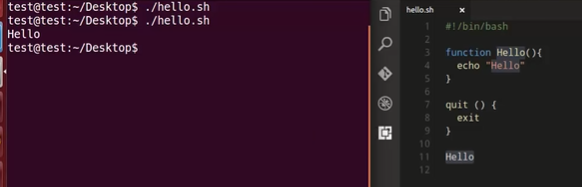 test@test:~/Desktop$ ./hello.sh
test@test:~/Desktop$ ./hello.sh
Hello
test@test:~/Desktop$
hello.sh ×
1 #!/bin/bash
2
3 function Hello(){
4 echo "Hello"
5 }
6
7 quit () {
8 exit
9 }
10
11 Hello
12